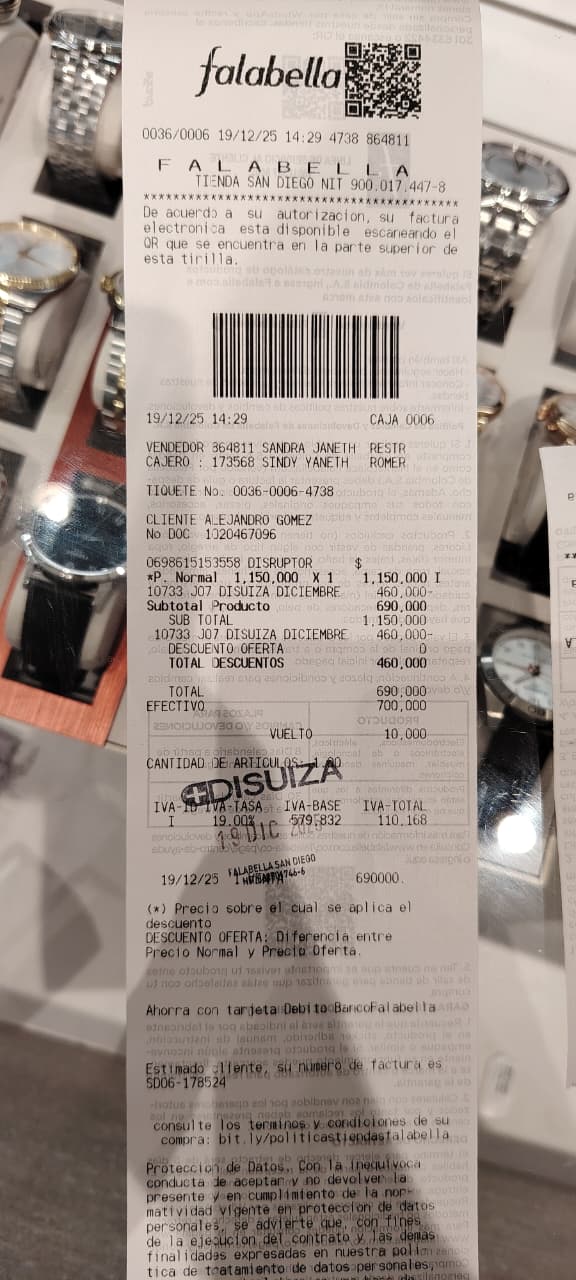 falabella
0036/0006 19/12/25 14:29 4738 864811
F A L A B E L L A
TIENDA SAN DIEGO NIT 900.017.447-8
****************************************
De acuerdo a su autorizacion, su factura
electronica esta disponible escaneando el
QR que se encuentra en la parte superior de
esta tirilla.
19/12/25 14:29 CAJA 0006
VENDEDOR 864811 SANDRA JANETH RESTR
CAJERO : 173568 SINDY YANETH ROMER
TIQUETE No. 0036-0006-4738
CLIENTE ALEJANDRO GOMEZ
No DOC 1020467096
0698615153558 DISRUPTOR $
*P. Normal 1,150,000 X 1 1,150,000 I
10733 J07 DISUIZA DICIEMBRE 460,000-
Subtotal Producto 690,000
SUB TOTAL 1,150,000
10733 J07 DISUIZA DICIEMBRE 460,000-
DESCUENTO OFERTA 0
TOTAL DESCUENTOS 460,000
TOTAL 690,000
EFECTIVO 700,000
VUELTO 10,000
CANTIDAD DE ARTICULOS: 1.00
DISUIZA
IVA-ID IVA-TASA IVA-BASE IVA-TOTAL
I 19.00% 579,832 110,168
19 DIC
FALABELLA SAN DIEGO
19/12/25 690000.
(*) Precio sobre el cual se aplica el
descuento
DESCUENTO OFERTA: Diferencia entre
Precio Normal y Precio Oferta.
Ahorra con tarjeta Debito BancoFalabella
Estimado cliente, su numero de factura es
SD06-178524
consulte los terminos y condiciones de su
compra: bit.ly/politicastiendasfalabella
Proteccion de Datos. Con la inequivoca
conducta de aceptar y no devolver la
presente y en cumplimiento de la nor-
matividad vigente en proteccion de datos
personales, se advierte que, con fines
de la ejecucion del contrato y las demas
finalidades expresadas en nuestra poli-
tica de tratamiento de datos personales,